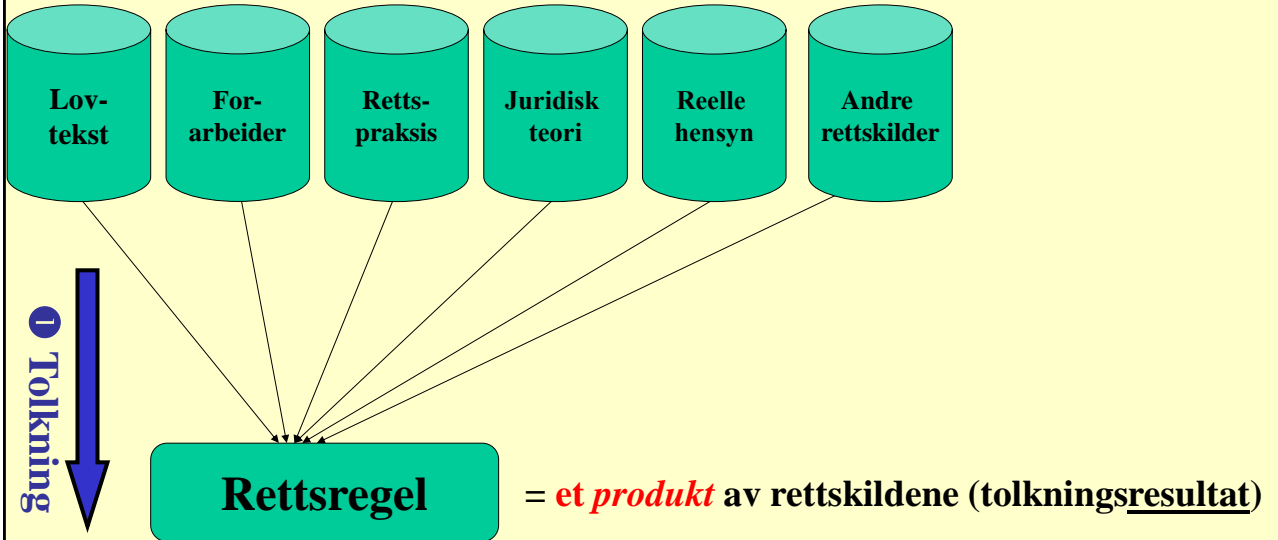 Lov-
tekst
For-
arbeider
Retts-
praksis
Juridisk
teori
Reelle
hensyn
Andre
rettskilder
❶ Tolkning
Rettsregel
= et produkt av rettskildene (tolkningsresultat)